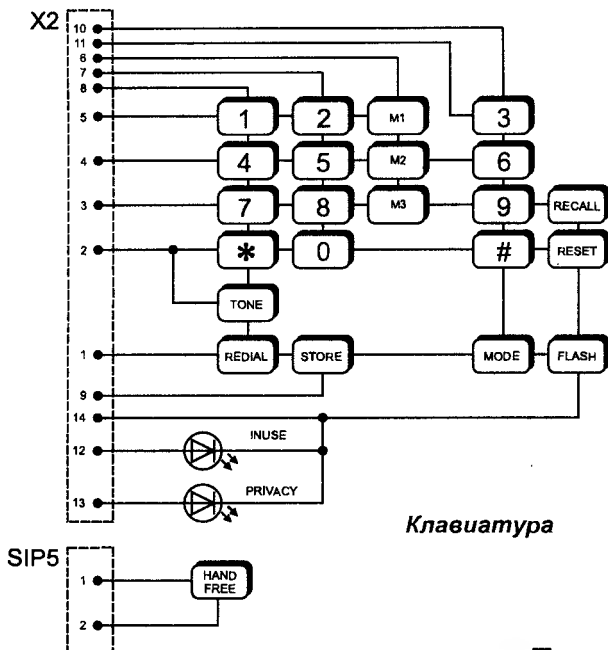 X2
10
11
6
7
8
5 1 2 M1 3
4 4 5 M2 6
3 7 8 M3 9 RECALL
2 * 0 # RESET
TONE
1 REDIAL STORE MODE FLASH
9
14
12 INUSE
13 PRIVACY
Клавиатура
SIP5
1 HAND FREE
2